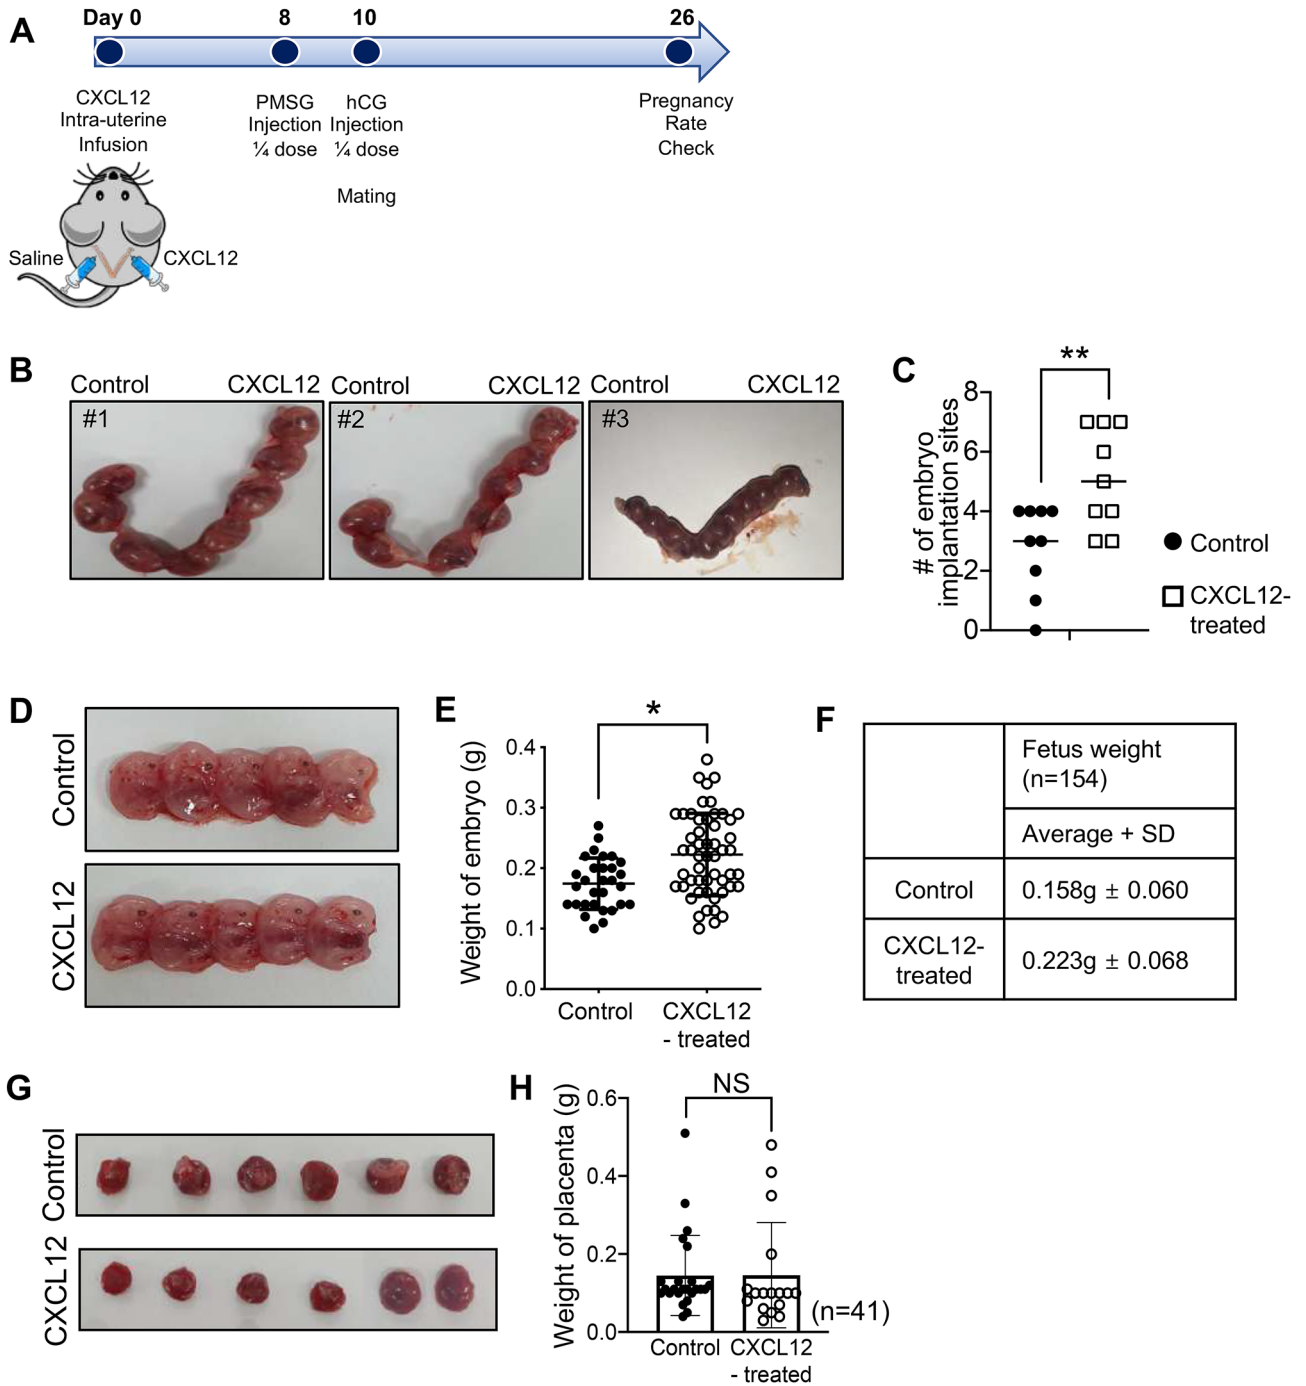 A
Day 0
8
10
26
CXCL12
Intra-uterine
Infusion
PMSG
Injection
¼ dose
hCG
Injection
¼ dose
Mating
Pregnancy
Rate
Check
Saline
CXCL12
B
Control
CXCL12
Control
CXCL12
Control
CXCL12
#1
#2
#3
C
**
# of embryo
implantation sites
8
6
4
2
0
Control
CXCL12-
treated
D
Control
CXCL12
E
*
Weight of embryo (g)
0.4
0.3
0.2
0.1
0.0
Control
CXCL12
- treated
F
Fetus weight
(n=154)
Average + SD
Control
0.158g ± 0.060
CXCL12-
treated
0.223g ± 0.068
G
Control
CXCL12
H
NS
Weight of placenta (g)
0.6
0.4
0.2
0.0
(n=41)
Control
CXCL12
- treated